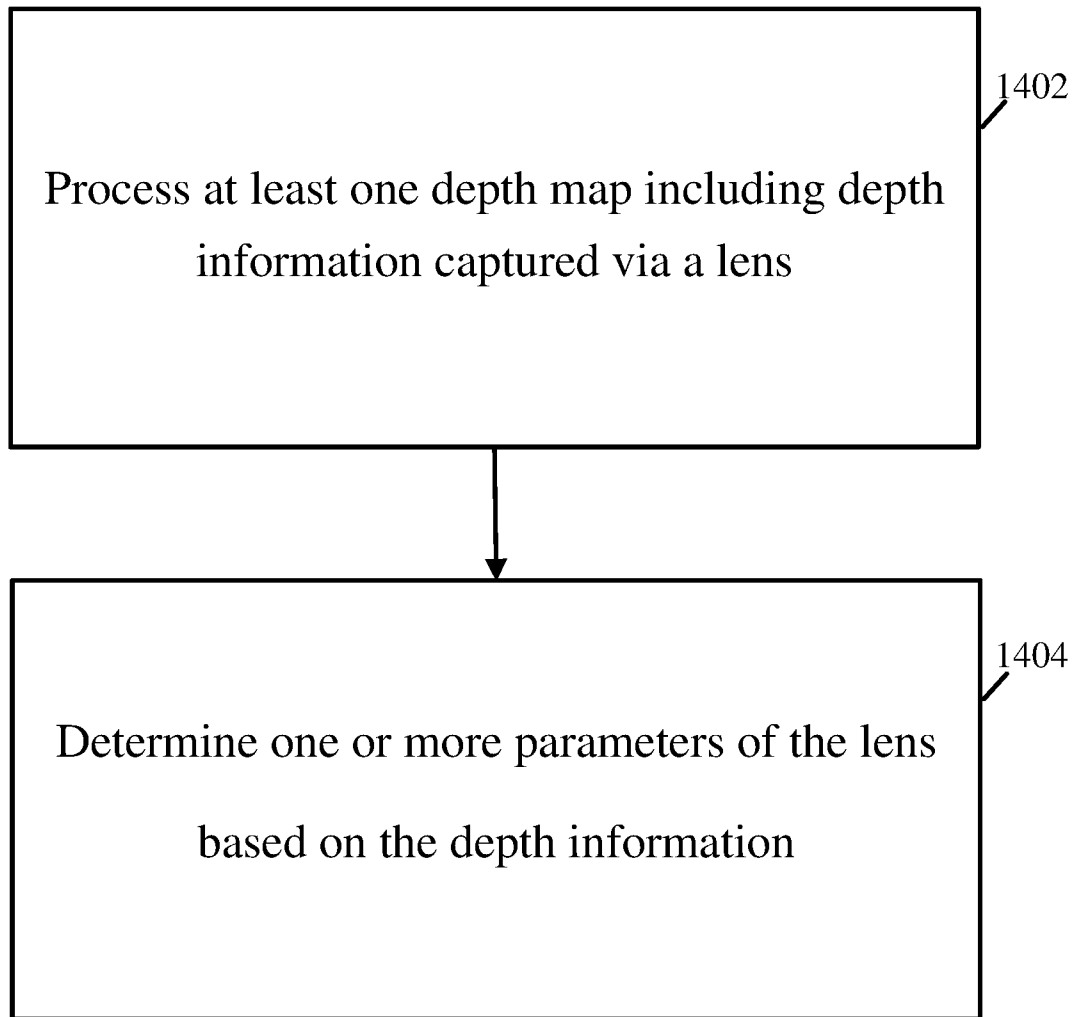 1402
Process at least one depth map including depth
information captured via a lens
1404
Determine one or more parameters of the lens
based on the depth information